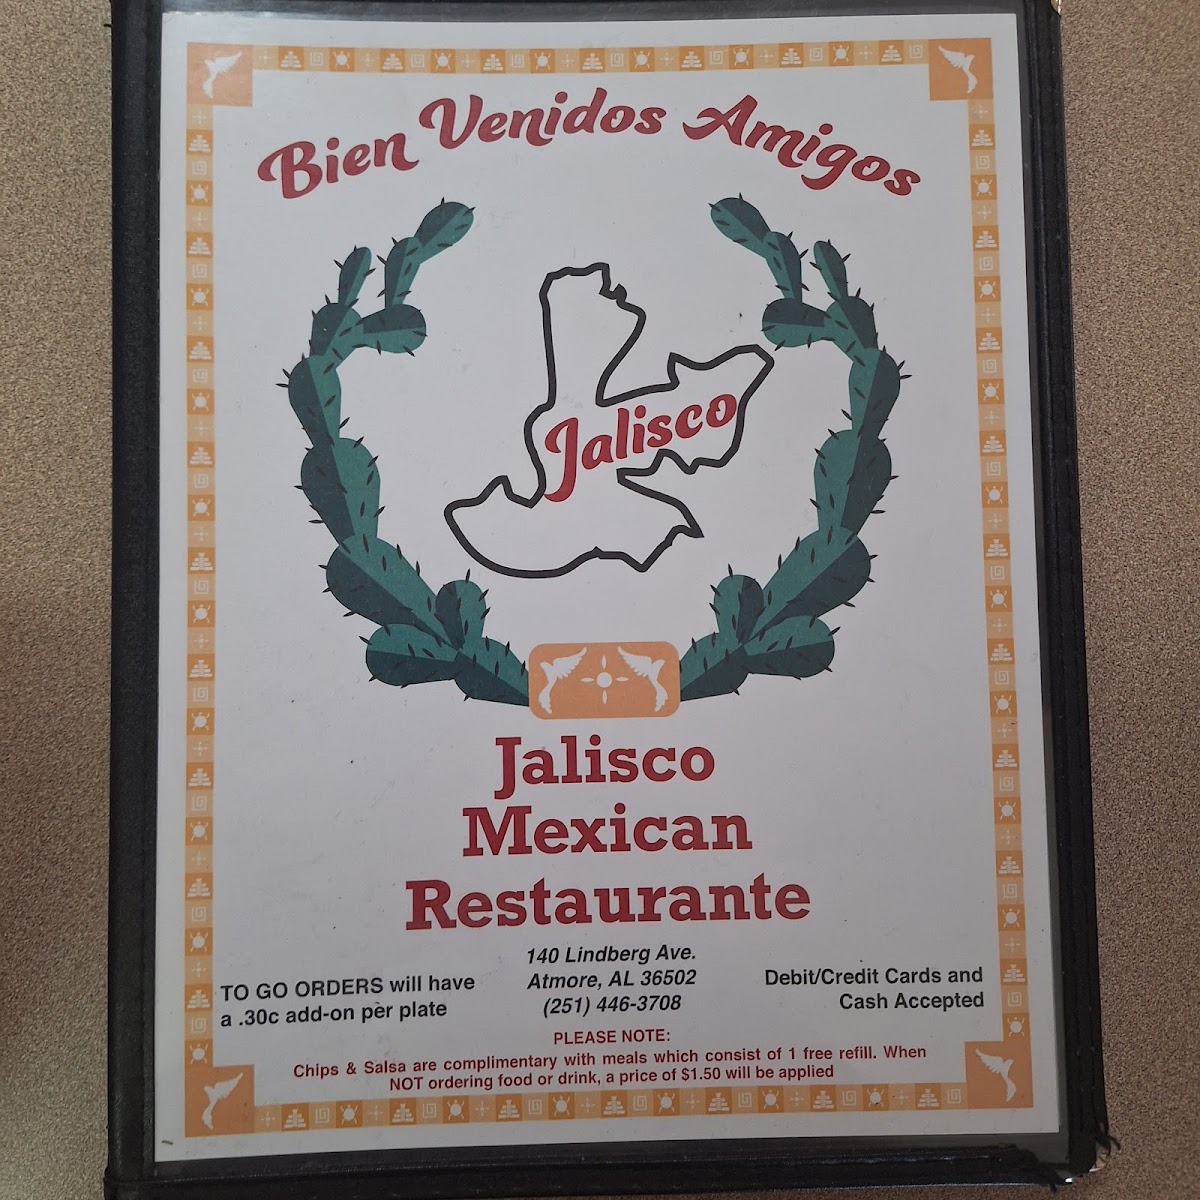 Bien Venidos Amigos
Jalisco
Jalisco
Mexican
Restaurante
140 Lindberg Ave.
Atmore, AL 36502
(251) 446-3708
TO GO ORDERS will have
a .30c add-on per plate
Debit/Credit Cards and
Cash Accepted
PLEASE NOTE:
Chips & Salsa are complimentary with meals which consist of 1 free refill. When
NOT ordering food or drink, a price of $1.50 will be applied